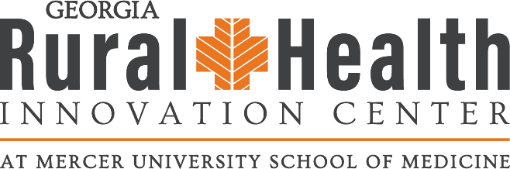 GEORGIA
Rural Health
INNOVATION CENTER
AT MERCER UNIVERSITY SCHOOL OF MEDICINE